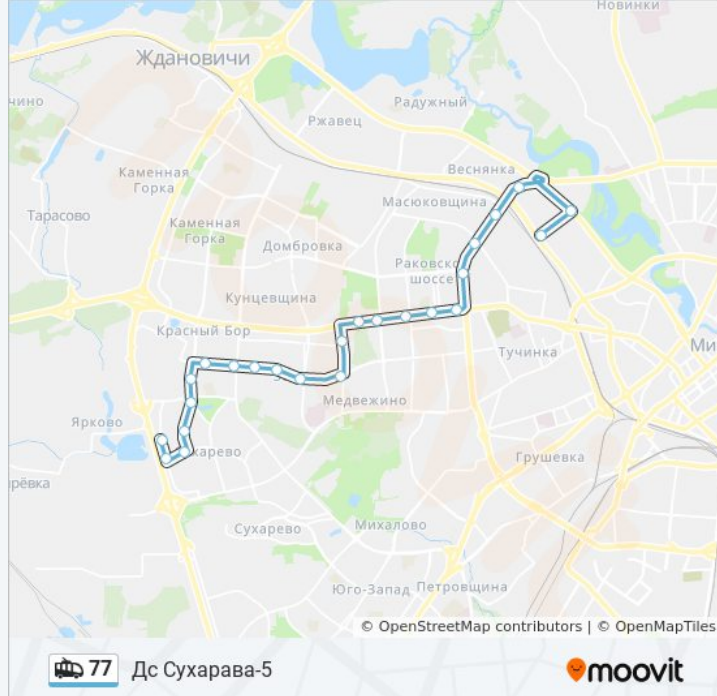 Новинки
Ждановичи
чино
Радужный
Ржавец
Веснянка
Каменная
Горка
Масюковщина
Тарасово
Каменная
Горка
Домбровка
Раковско
шоссе
Кунцевщина
Красный Бор
Ми
Тучинка
Медвежино
Ярково
харево
Грушевка
рёвка
Сухарево
Михалово
Юго-Запад
Петровщина
© OpenStreetMap contributors | © OpenMapTiles
77 Дс Сухарава-5
moovit